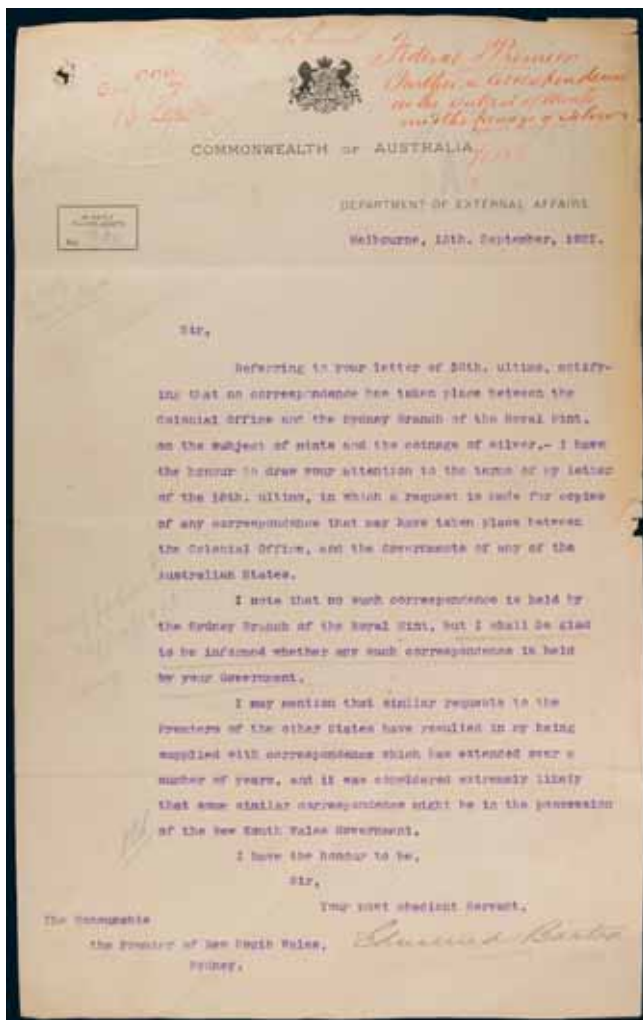 Federal Premier
Further
COMMONWEALTH OF AUSTRALIA
DEPARTMENT OF EXTERNAL AFFAIRS
Melbourne, September,
Sir,
Referring to your letter of 30th. ultimo, notify-
ing that no correspondence has taken place between the
Colonial Office and the Sydney Branch of the Royal Mint,
on the subject of mints and the coinage of silver,- I have
the honour to draw your attention to the terms of my letter
of the ultimo, in which a request is made for copies
of any correspondence that may have taken place between
the Colonial Office, and the Governments of any of the
Australian States.
I note that no such correspondence is held by
the Sydney Branch of the Royal Mint, but I shall be glad
to be informed whether any such correspondence is held
by your Government.
I may mention that similar requests to the
Premiers of the other States have resulted in my being
supplied with correspondence which has extended over a
number of years, and it was considered extremely likely
that some similar correspondence might be in the possession
of the New South Wales Government.
I have the honour to be,
Sir,
Your most obedient Servant,
The Honourable
the Premier of New South Wales,
Sydney.
Edmund Barton